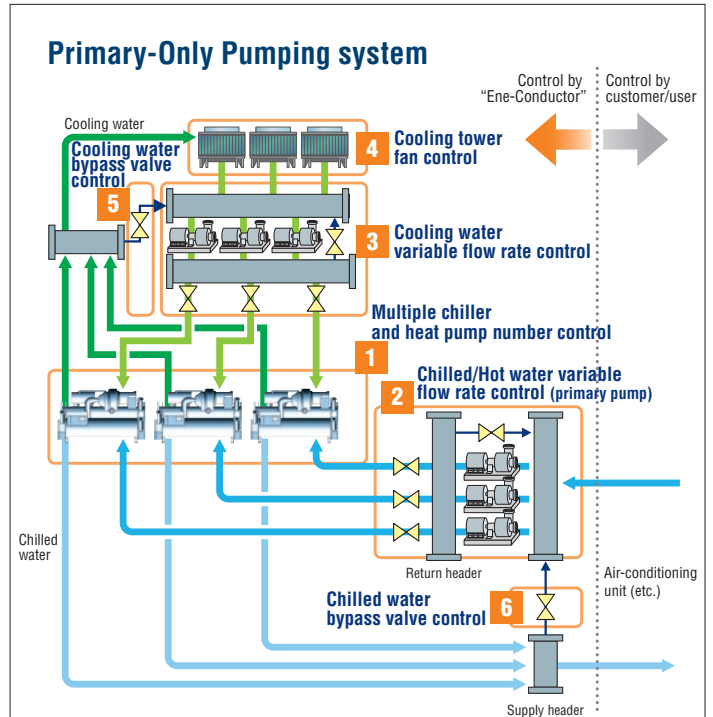 Primary-Only Pumping system
Control by
"Ene-Conductor"
Control by
customer/user
Cooling water
Cooling water
bypass valve
control
5
4
Cooling tower
fan control
3
Cooling water
variable flow rate control
Multiple chiller
and heat pump number control
1
Chilled/Hot water variable
flow rate control (primary pump)
2
Chilled
water
Return header
Air-conditioning
unit (etc.)
Chilled water
bypass valve control
6
Supply header